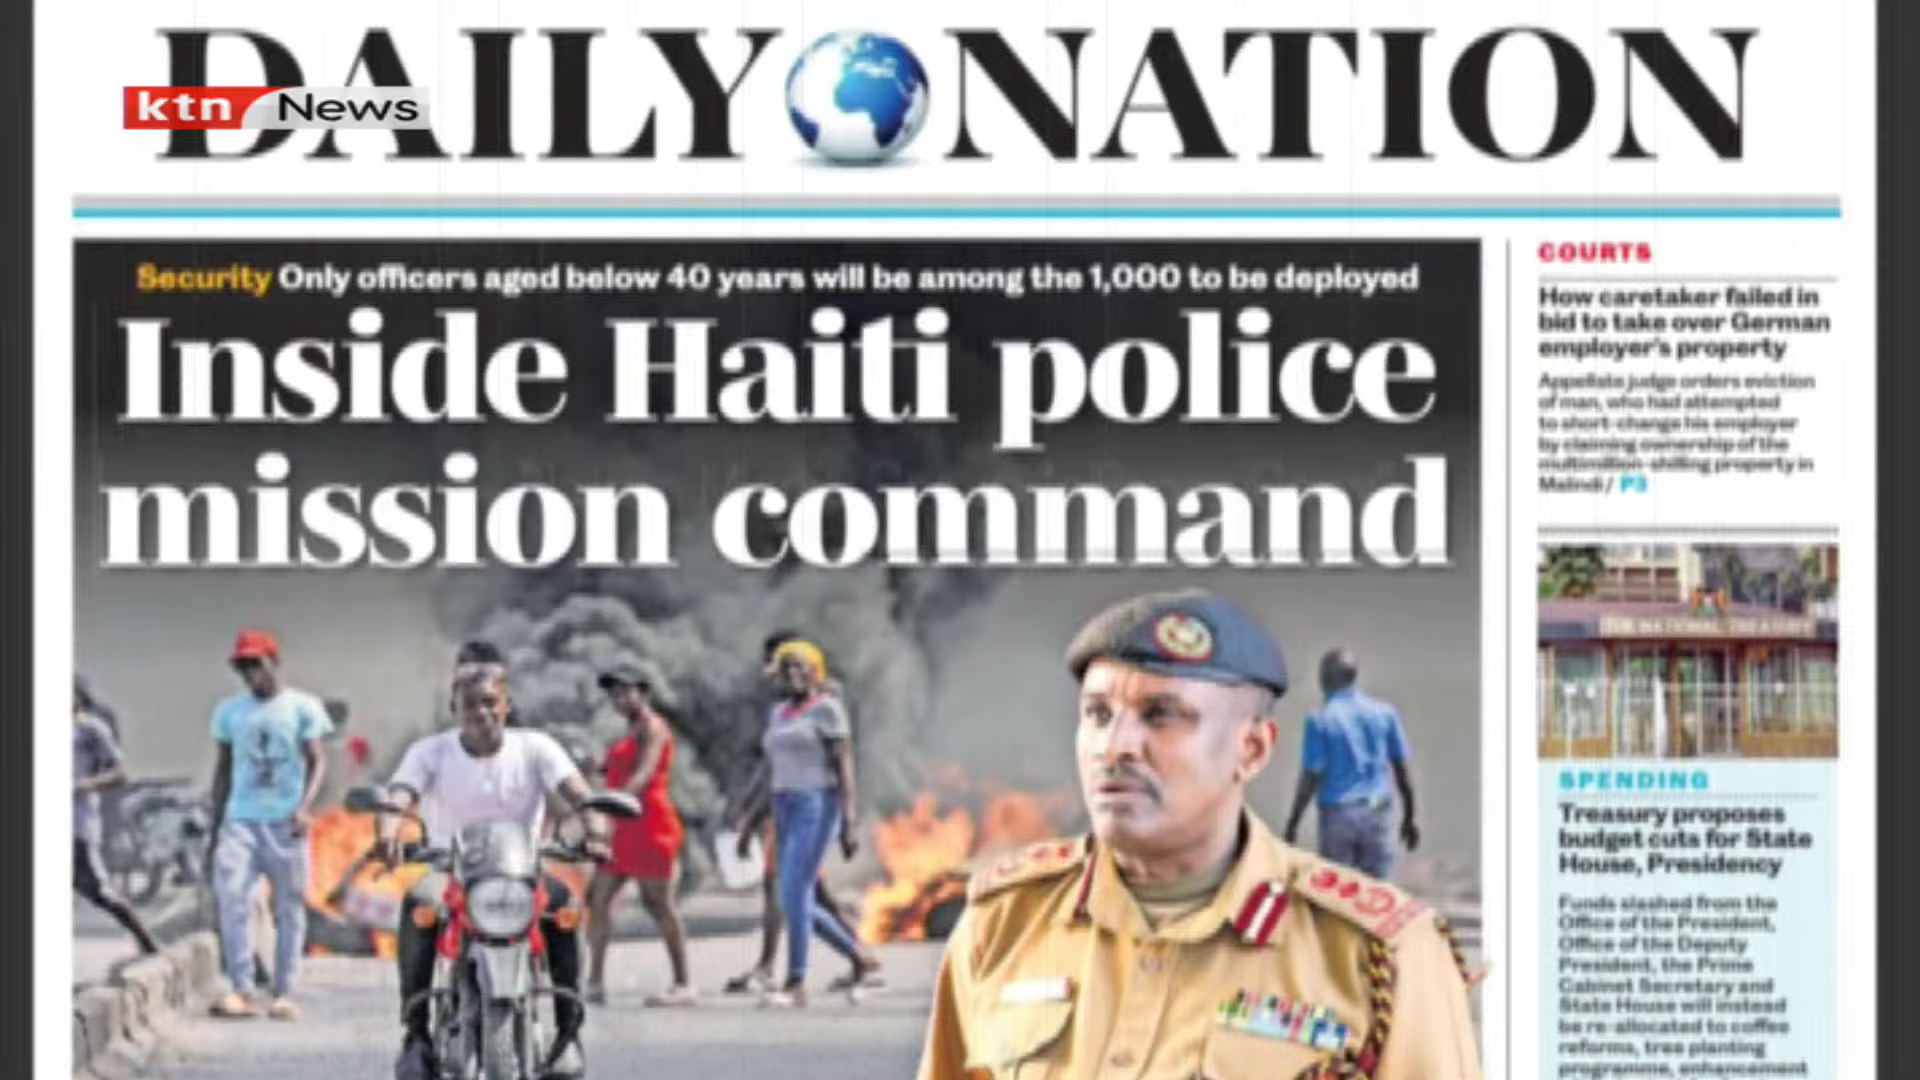 DAILY NATION
ktn News
Security Only officers aged below 40 years will be among the 1,000 to be deployed
Inside Haiti police
mission command
COURTS
How caretaker failed in
bid to take over German
employer's property
Appellate judge orders eviction
of man, who had attempted
to short-change his employer
by claiming ownership of the
multimillion-shilling property in
Malindi / P3
THE NATIONAL TREASURY
SPENDING
Treasury proposes
budget cuts for State
House, Presidency
Funds slashed from the
Office of the President,
Office of the Deputy
President, the Prime
Cabinet Secretary and
State House will instead
be re-allocated to coffee
reforms, tree planting
programme, enhancement